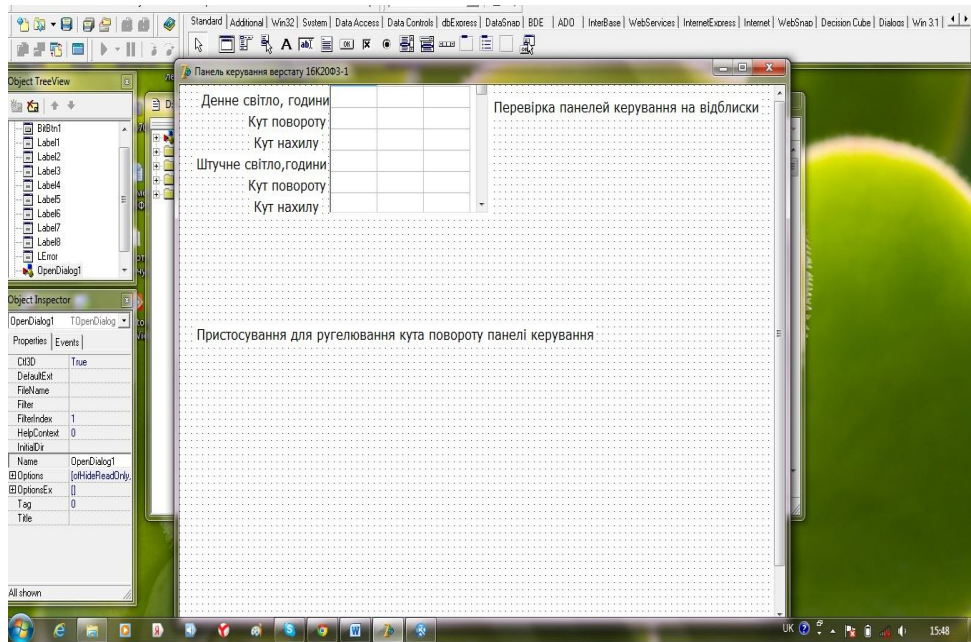 Standard Additional Win32 System Data Access Data Controls dbExpress DataSnap BDE ADO InterBase WebServices InternetExpress Internet WebSnap Decision Cube Dialogs Win 3.1
Object TreeView
BitBtn1
Label1
Label2
Label3
Label4
Label5
Label6
Label7
Label8
LError
OpenDialog1
Object Inspector
OpenDialog1 TOpenDialog
Properties Events
Ctl3D True
DefaultExt
FileName
Filter
FilterIndex 1
HelpContext 0
InitialDir
Name OpenDialog1
Options [ofHideReadOnly,
OptionsEx []
Tag 0
Title
All shown
Панель керування верстату 16К20Ф3-1
Денне світло, години
Кут повороту
Кут нахилу
Штучне світло,години
Кут повороту
Кут нахилу
Перевірка панелей керування на відблиски
Пристосування для ругелювання кута повороту панелі керування
UK 15:48